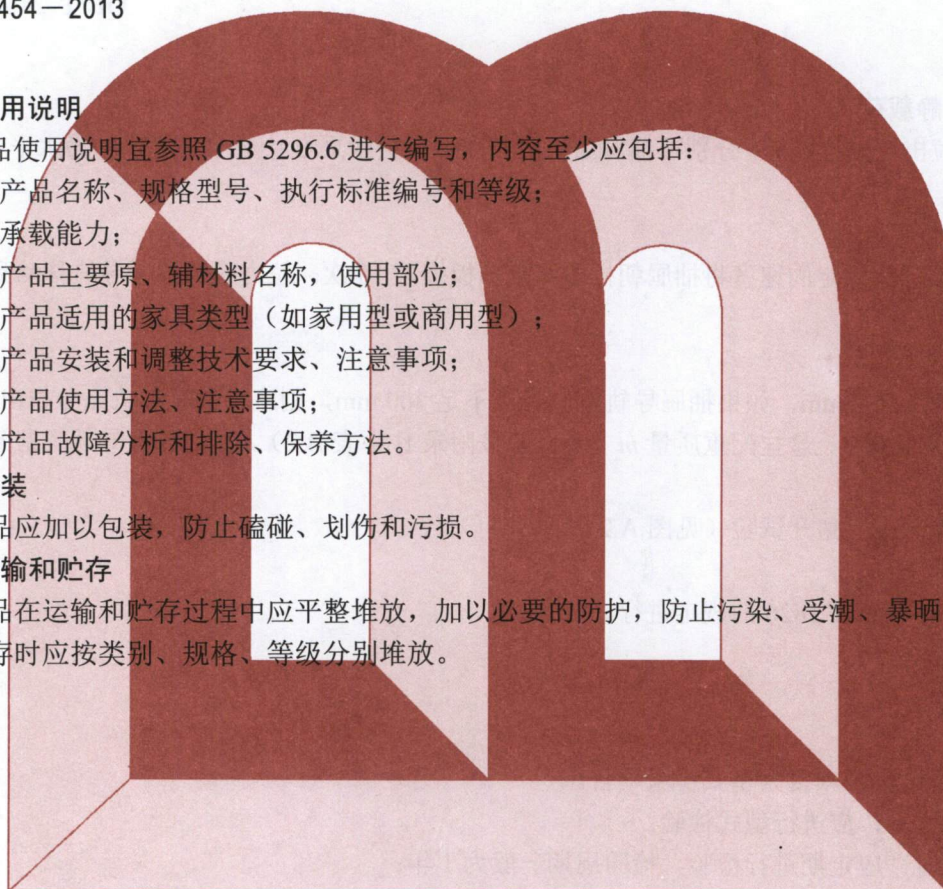 454—2013
用说明
品使用说明宜参照 GB 5296.6 进行编写，内容至少应包括：
产品名称、规格型号、执行标准编号和等级；
承载能力；
产品主要原、辅材料名称，使用部位；
产品适用的家具类型（如家用型或商用型）；
产品安装和调整技术要求、注意事项；
产品使用方法、注意事项；
产品故障分析和排除、保养方法。
装
品应加以包装，防止磕碰、划伤和污损。
输和贮存
品在运输和贮存过程中应平整堆放，加以必要的防护，防止污染、受潮、暴晒
存时应按类别、规格、等级分别堆放。